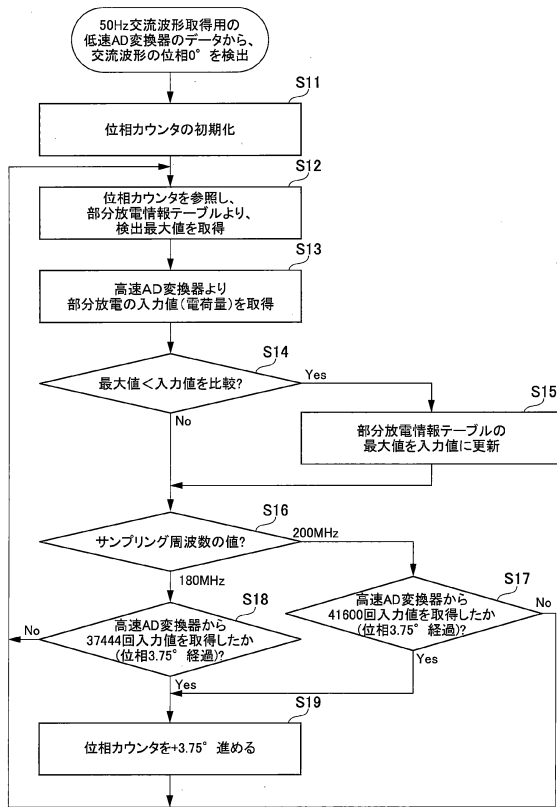 50Hz交流波形取得用の
低速AD変換器のデータから、
交流波形の位相0°を検出
S11
位相カウンタの初期化
S12
位相カウンタを参照し、
部分放電情報テーブルより、
検出最大値を取得
S13
高速AD変換器より
部分放電の入力値(電荷量)を取得
S14
最大値<入力値を比較?
Yes
No
S15
部分放電情報テーブルの
最大値を入力値に更新
S16
サンプリング周波数の値?
200MHz
180MHz
S17
高速AD変換器から
41600回入力値を取得したか
(位相3.75°経過)?
No
Yes
S18
高速AD変換器から
37444回入力値を取得したか
(位相3.75°経過)?
No
Yes
S19
位相カウンタを+3.75°進める